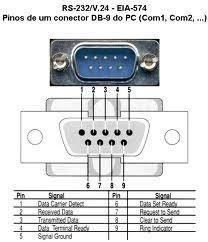 RS-232/V.24 - EIA-574
Pinos de um conector DB-9 do PC (Com1, Com2, ...)
1 2 3 4 5
6 7 8 9
Pin Signal Pin Signal
1 Data Carrier Detect 6 Data Set Ready
2 Received Data 7 Request to Send
3 Transmitted Data 8 Clear to Send
4 Data Terminal Ready 9 Ring Indicator
5 Signal Ground